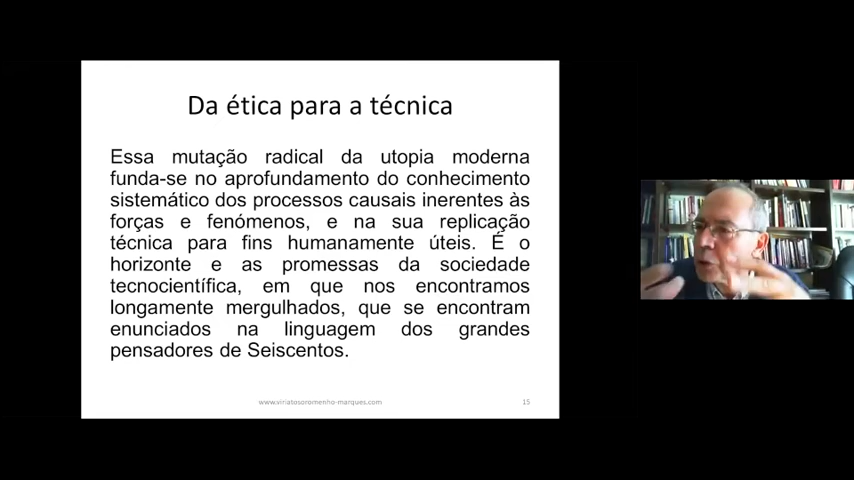 Da ética para a técnica
Essa mutação radical da utopia moderna
funda-se no aprofundamento do conhecimento
sistemático dos processos causais inerentes às
forças e fenómenos, e na sua replicação
técnica para fins humanamente úteis. É o
horizonte e as promessas da sociedade
tecnocientífica, em que nos encontramos
longamente mergulhados, que se encontram
enunciados na linguagem dos grandes
pensadores de Seiscentos.
www.viriatosoromenho-marques.com
15